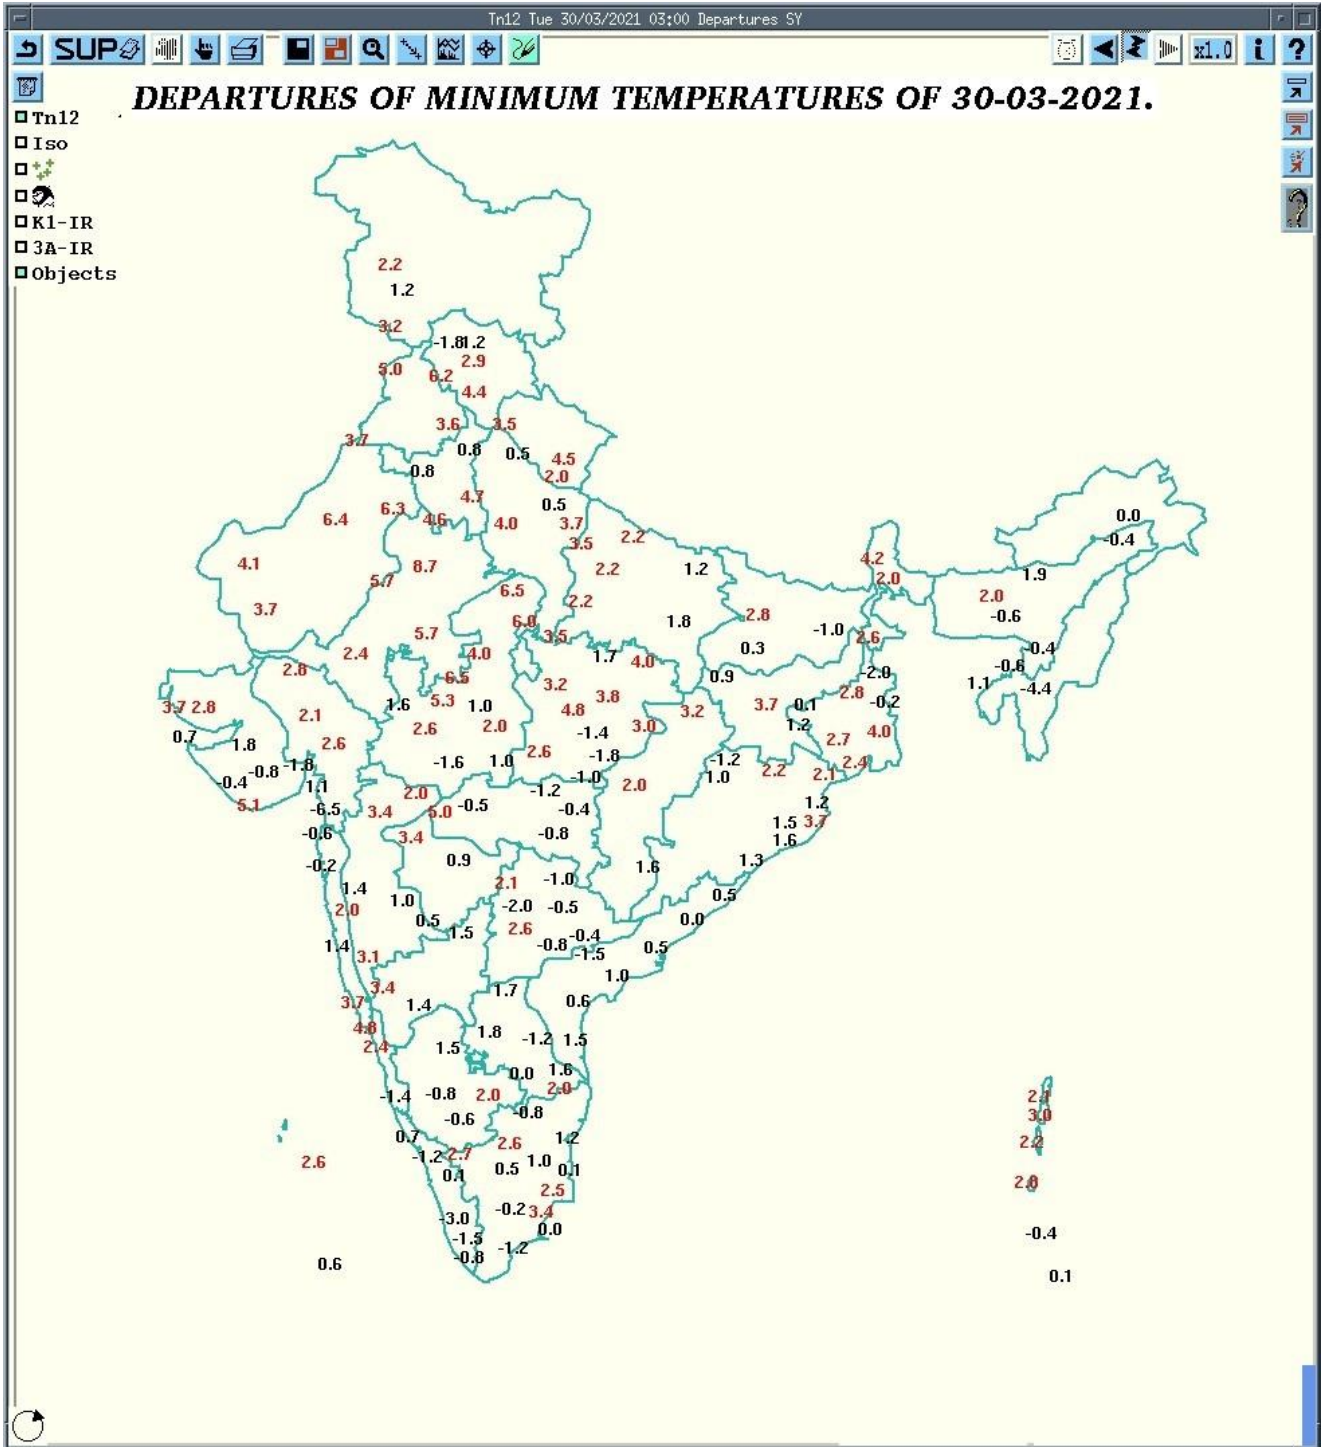 Tn12 Tue 30/03/2021 03:00 Departures SY
SUP x1.0 i ?
DEPARTURES OF MINIMUM TEMPERATURES OF 30-03-2021.
Tn12
Iso
K1-IR
3A-IR
Objects
2.2
1.2
3.2
-1.8 1.2
2.9
5.0 6.2
4.4
3.6 3.5
3.7 0.8 0.5
0.8 4.5
2.0
4.7 0.5
6.4 6.3 4.6 4.0 3.7 0.0
3.5 2.2 -0.4
4.1 8.7 2.2 1.2 4.2 1.9
5.7 2.0
6.5 2.2 2.0
3.7 2.8 -0.6
6.0 1.8
5.7 3.5 -1.0 2.6
2.4 4.0 1.7 4.0 0.3 -0.4
2.8 6.5 0.9 -2.0 -0.6
3.2 1.1 -4.4
3.7 2.8 1.6 5.3 1.0 3.8 3.7 0.1 2.8 -0.2
2.1 4.8 3.2
2.6 2.0 3.0 1.2 4.0
0.7 1.8 2.6 -1.4 2.7
-0.8 -1.8 -1.6 1.0 2.6 -1.8 -1.2 2.4
-0.4 1.1 -1.0 2.0 1.0 2.2 2.1
2.0 -1.2
5.1 -6.5 3.4 5.0 -0.5 -0.4 1.2
-0.6 3.4 -0.8 1.5 3.7
1.6
-0.2 0.9 1.6 1.3
1.4 2.1 -1.0
2.0 1.0 -2.0 -0.5 0.5
0.5 0.0
1.4 1.5 2.6 -0.4
3.1 -0.8 -1.5 0.5
3.4 1.7 1.0
3.7 1.4 0.6
4.8 1.8 -1.2 1.5
2.4 1.5
0.0 1.6
-1.4 -0.8 2.0 2.0 2.1
-0.6 -0.8 3.0
0.7 2.6 1.2 2.2
2.6 -1.2 2.7 1.0
0.1 0.5 0.1
2.5
-3.0 -0.2 3.4
-1.5 0.0 -0.4
0.6 -0.8 -1.2
0.1